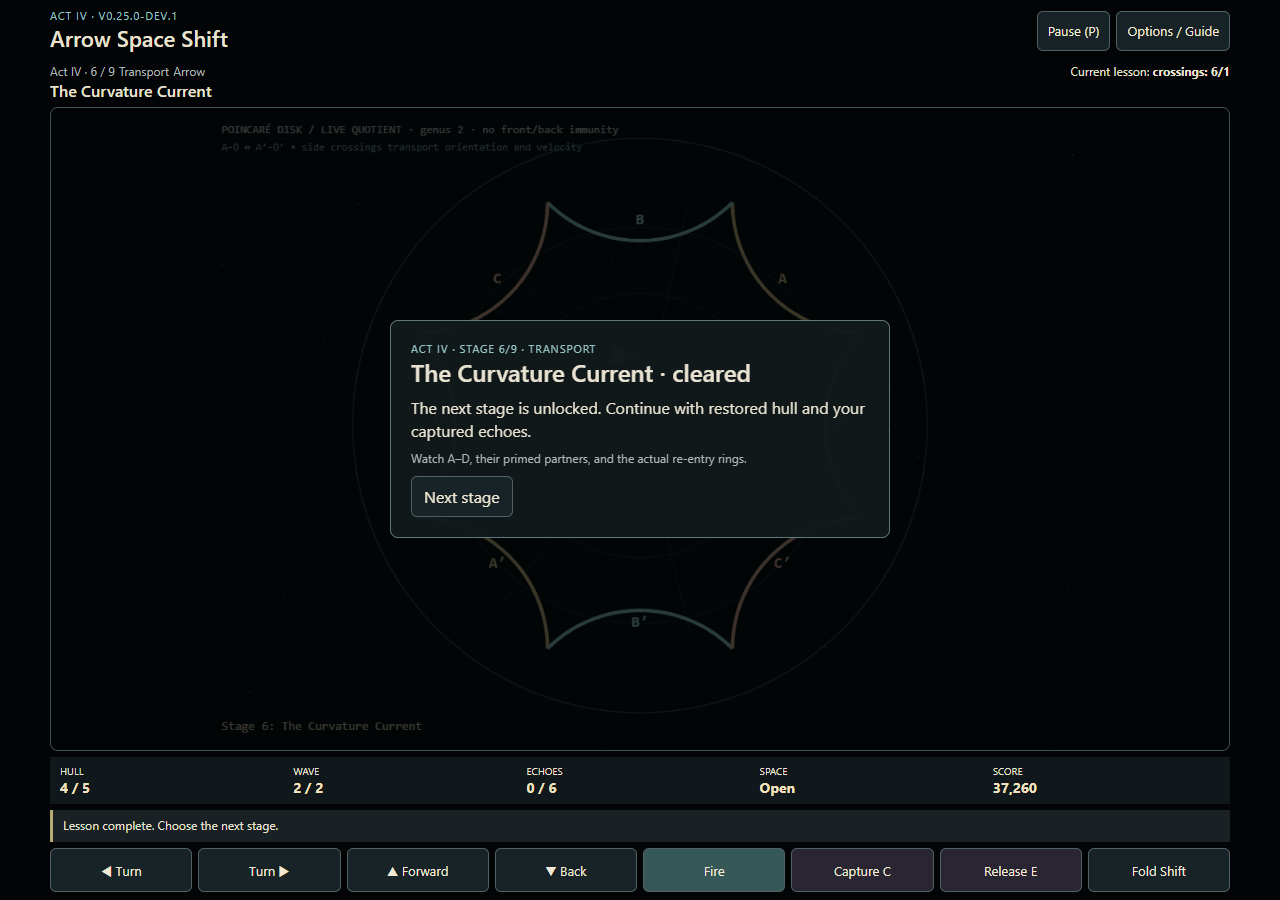 ACT IV · V0.25.0-DEV.1
Arrow Space Shift
Pause (P)
Options / Guide
Act IV · 6 / 9 Transport Arrow
Current lesson: crossings: 6/1
The Curvature Current
POINCARÉ DISK / LIVE QUOTIENT · genus 2 · no front/back immunity
A–D ↔ A′–D′ • side crossings transport orientation and velocity
B
C
A
ACT IV · STAGE 6/9 · TRANSPORT
The Curvature Current · cleared
The next stage is unlocked. Continue with restored hull and your
captured echoes.
Watch A–D, their primed partners, and the actual re-entry rings.
Next stage
A′
C′
B′
Stage 6: The Curvature Current
HULL
4 / 5
WAVE
2 / 2
ECHOES
0 / 6
SPACE
Open
SCORE
37,260
Lesson complete. Choose the next stage.
◀ Turn
Turn ▶
▲ Forward
▼ Back
Fire
Capture C
Release E
Fold Shift